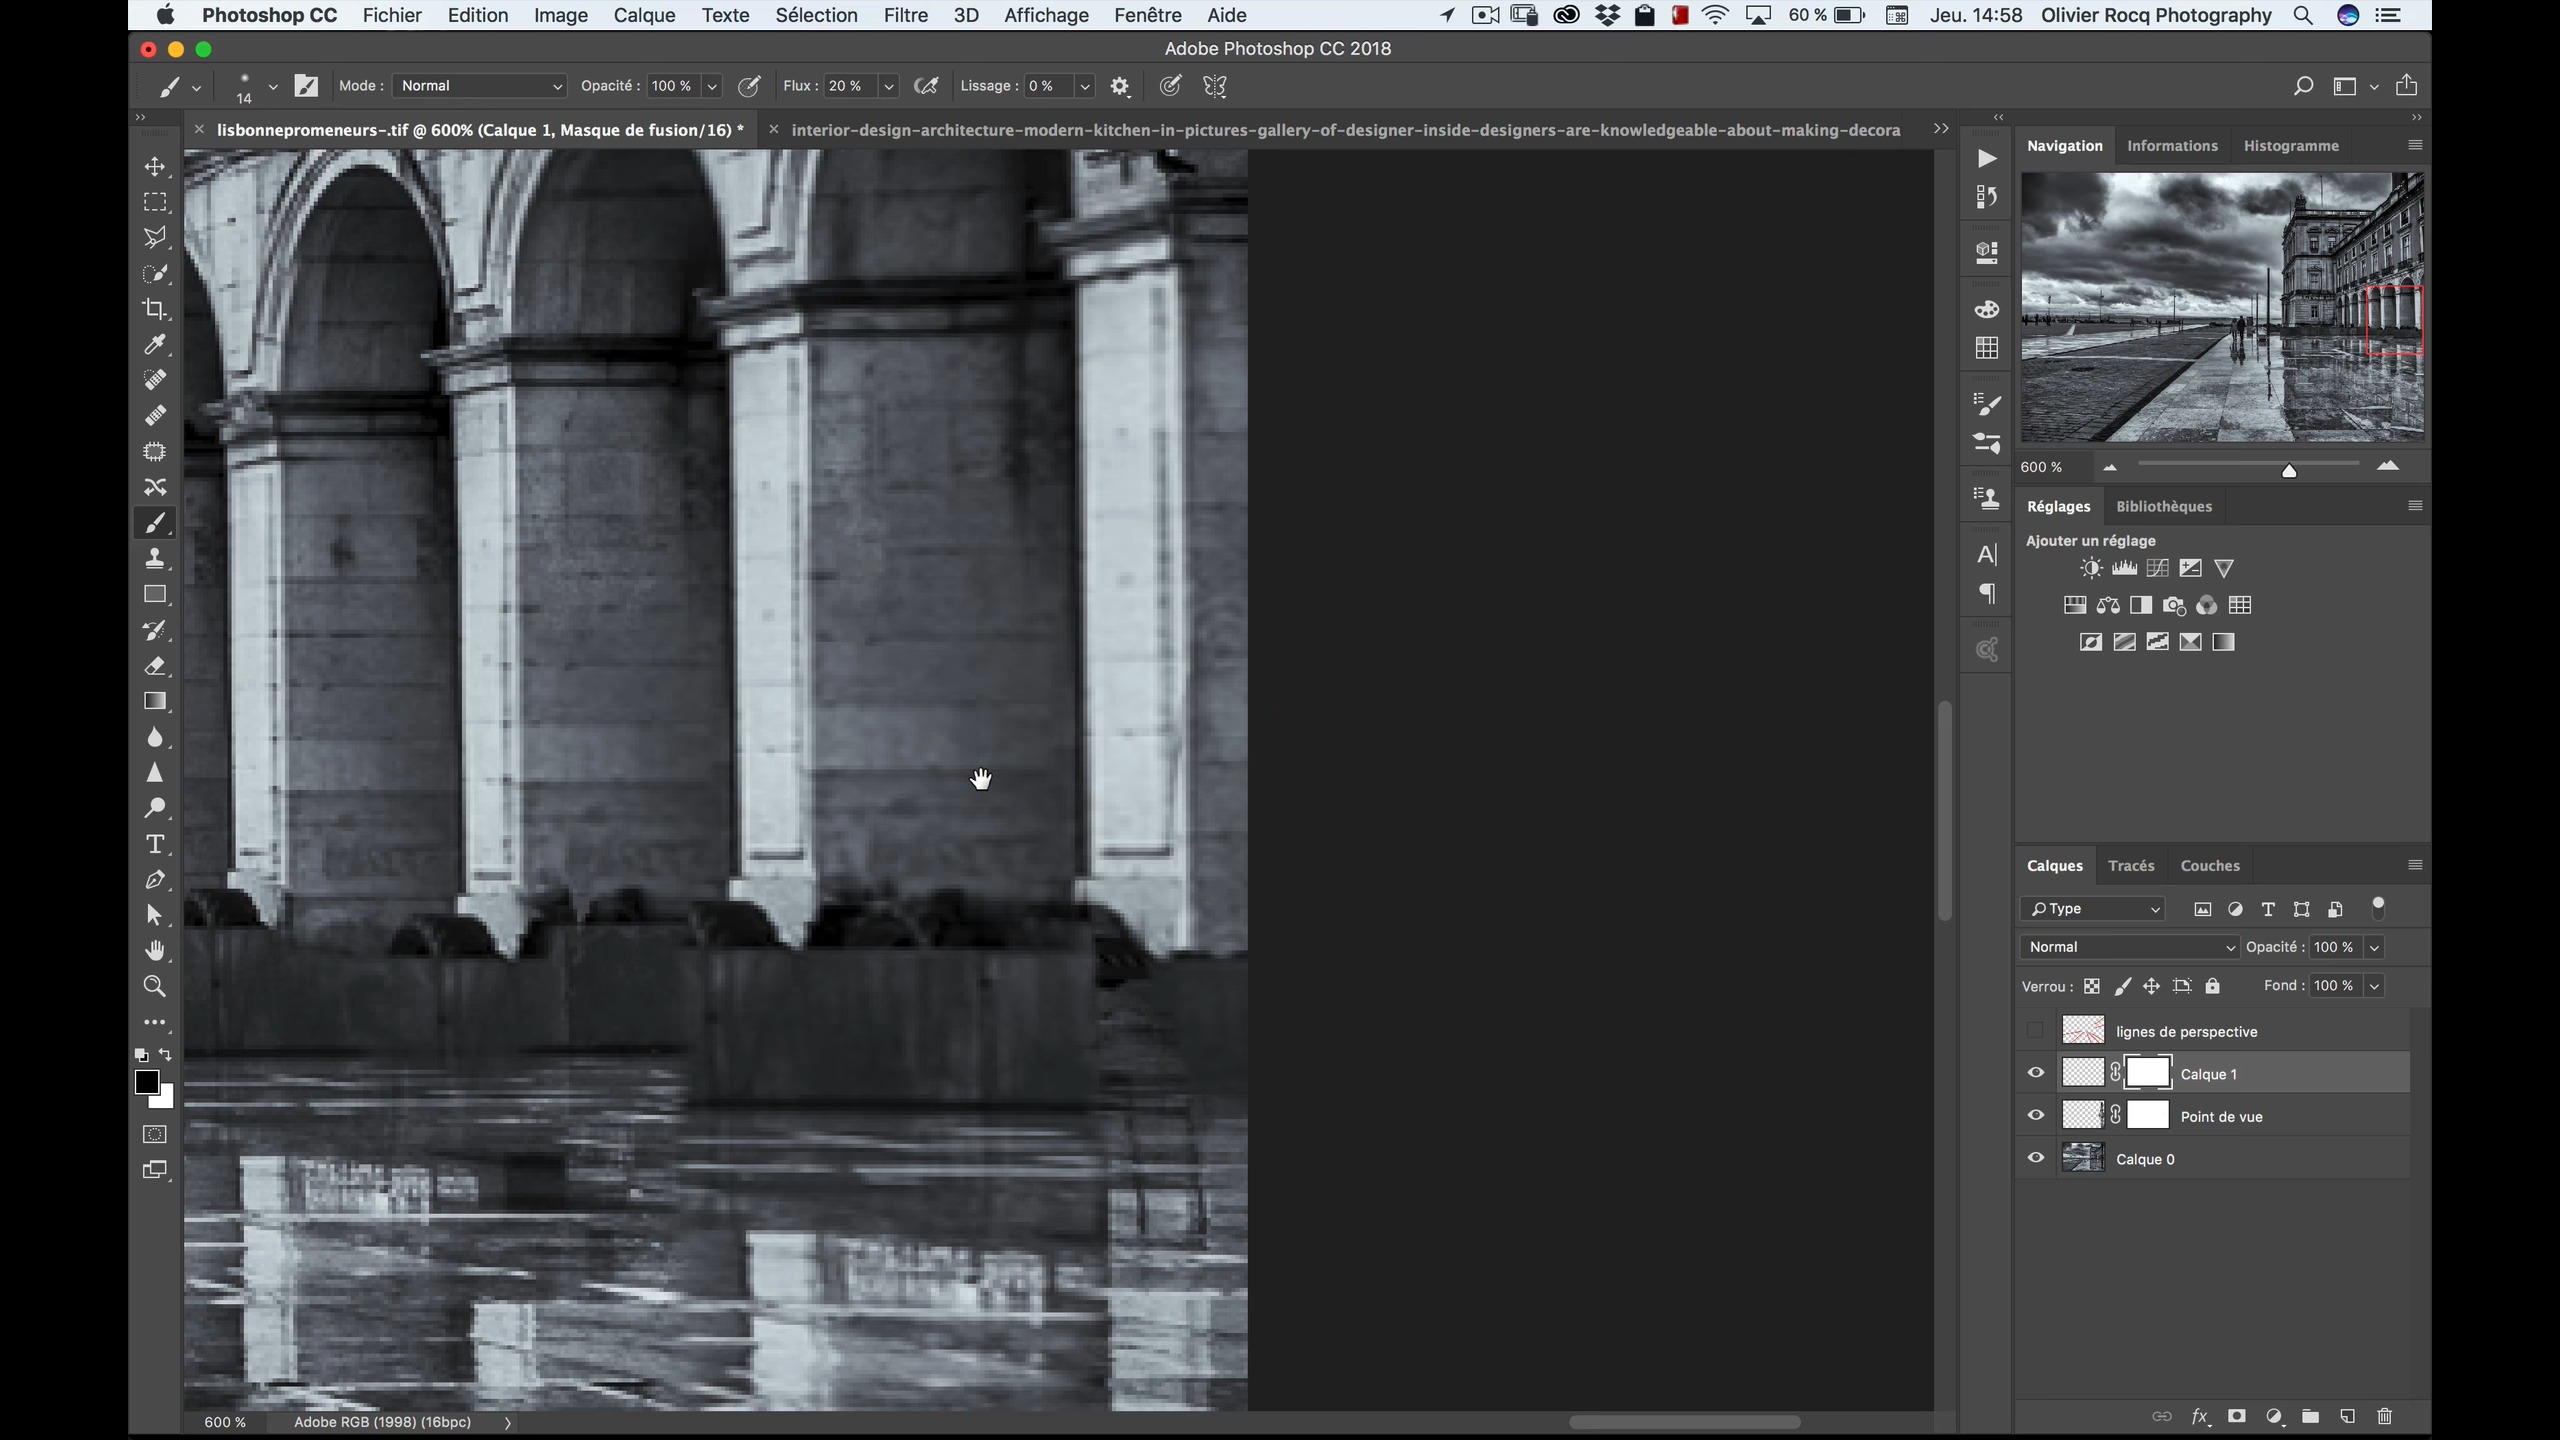 Photoshop CC Fichier Edition Image Calque Texte Sélection Filtre 3D Affichage Fenêtre Aide 60 % Jeu. 14:58 Olivier Rocq Photography
Adobe Photoshop CC 2018
14 Mode : Normal Opacité : 100 % Flux : 20 % Lissage : 0 %
lisbonnepromeneurs-.tif @ 600% (Calque 1, Masque de fusion/16) * interior-design-architecture-modern-kitchen-in-pictures-gallery-of-designer-inside-designers-are-knowledgeable-about-making-decora
Navigation Informations Histogramme
600 %
Réglages Bibliothèques
Ajouter un réglage
Calques Tracés Couches
Type
Normal Opacité : 100 %
Verrou : Fond : 100 %
lignes de perspective
Calque 1
Point de vue
Calque 0
600 % Adobe RGB (1998) (16bpc)